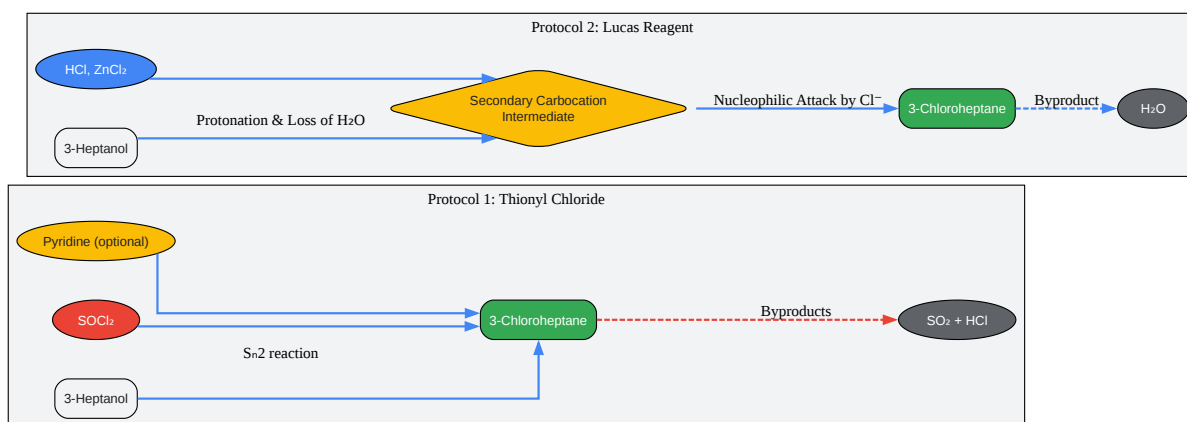 Protocol 2: Lucas Reagent
HCl, ZnCl₂
3-Heptanol
Protonation & Loss of H₂O
Secondary Carbocation
Intermediate
Nucleophilic Attack by Cl⁻
3-Chloroheptane
Byproduct
H₂O
Protocol 1: Thionyl Chloride
Pyridine (optional)
SOCl₂
3-Heptanol
Sₙ2 reaction
3-Chloroheptane
Byproducts
SO₂ + HCl